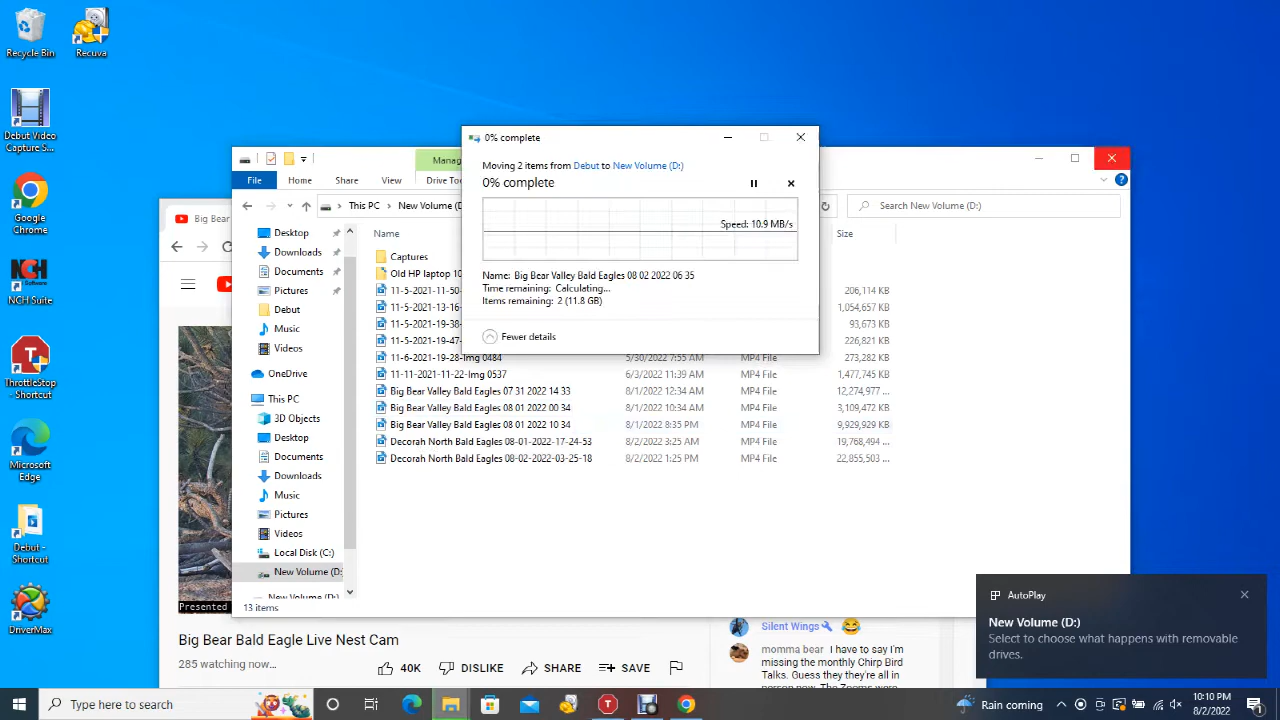 Recycle Bin
Recuva
Debut Video
Capture S...
Google
Chrome
NCH
NCH Suite
ThrottleStop
- Shortcut
Microsoft
Edge
Debut -
Shortcut
DriverMax
0% complete
Moving 2 items from Debut to New Volume (D:)
0% complete
Speed: 10.9 MB/s
Name: Big Bear Valley Bald Eagles 08 02 2022 06 35
Time remaining: Calculating...
Items remaining: 2 (11.8 GB)
Fewer details
Manag
File Home Share View Drive To
This PC New Volume (D
Search New Volume (D:)
Name Size
Desktop
Downloads
Documents
Pictures
Debut
Music
Videos
OneDrive
This PC
3D Objects
Desktop
Documents
Downloads
Music
Pictures
Videos
Local Disk (C:)
New Volume (D:
New Volume (D:)
Captures
Old HP laptop 10
11-5-2021-11-50- 206,114 KB
11-5-2021-13-16- 1,054,657 KB
11-5-2021-19-38- 93,673 KB
11-5-2021-19-47- 226,821 KB
11-6-2021-19-28-Img 0484 5/30/2022 7:55 AM MP4 File 273,282 KB
11-11-2021-11-22-Img 0537 6/3/2022 11:39 AM MP4 File 1,477,745 KB
Big Bear Valley Bald Eagles 07 31 2022 14 33 8/1/2022 12:34 AM MP4 File 12,274,977 ...
Big Bear Valley Bald Eagles 08 01 2022 00 34 8/1/2022 10:34 AM MP4 File 3,109,472 KB
Big Bear Valley Bald Eagles 08 01 2022 10 34 8/1/2022 8:35 PM MP4 File 9,929,929 KB
Decorah North Bald Eagles 08-01-2022-17-24-53 8/2/2022 3:25 AM MP4 File 19,768,494 ...
Decorah North Bald Eagles 08-02-2022-03-25-18 8/2/2022 1:25 PM MP4 File 22,855,503 ...
13 items
Big Bear
Presented
Big Bear Bald Eagle Live Nest Cam
285 watching now...
40K DISLIKE SHARE SAVE
Silent Wings
momma bear I have to say I'm
missing the monthly Chirp Bird
Talks. Guess they they're all in
person now. The Zooms were
AutoPlay
New Volume (D:)
Select to choose what happens with removable
drives.
Type here to search
Rain coming
10:10 PM
8/2/2022
1